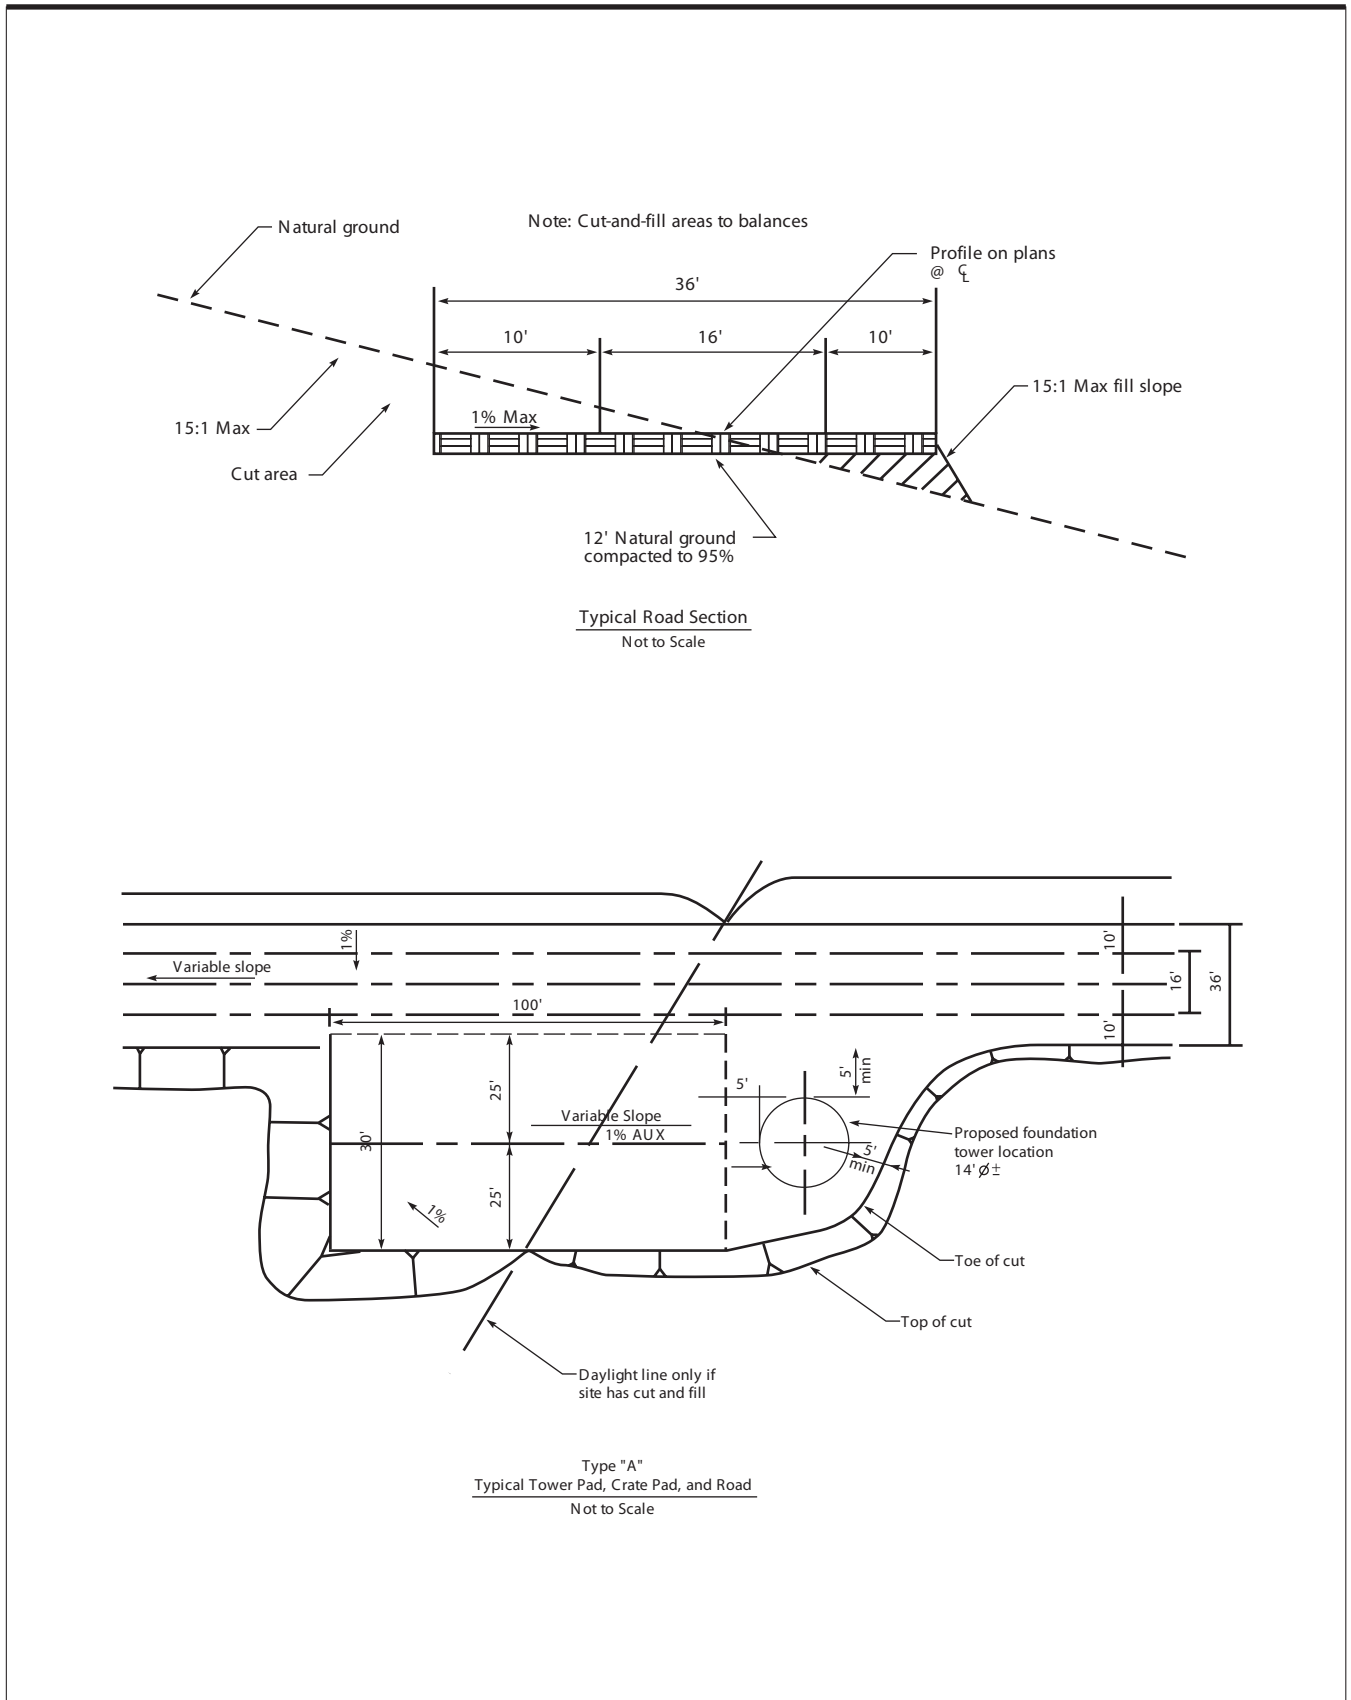 Natural ground
Note: Cut-and-fill areas to balances
Profile on plans
@ ℄
36'
10'
16'
10'
15:1 Max fill slope
1% Max
15:1 Max
Cut area
12' Natural ground
compacted to 95%
Typical Road Section
Not to Scale
1%
Variable slope
10'
16'
36'
10'
100'
25'
5'
5'
min
Variable Slope
1% AUX
30'
Proposed foundation
tower location
14' ⌀ ±
5'
min
25'
1%
Toe of cut
Top of cut
Daylight line only if
site has cut and fill
Type "A"
Typical Tower Pad, Crate Pad, and Road
Not to Scale